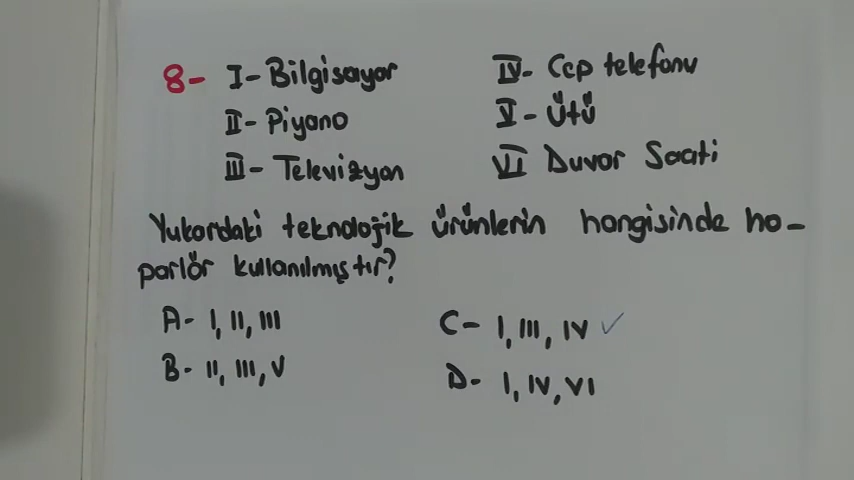 8- I- Bilgisayar IV- Cep telefonu
II- Piyano V- ütü
III- Televizyon VI Duvar Saati
Yukardaki teknolojik ürünlerin hangisinde ho-
parlör kullanılmıştır?
A- I, II, III C- I, III, IV ✓
B- II, III, V D- I, IV, VI